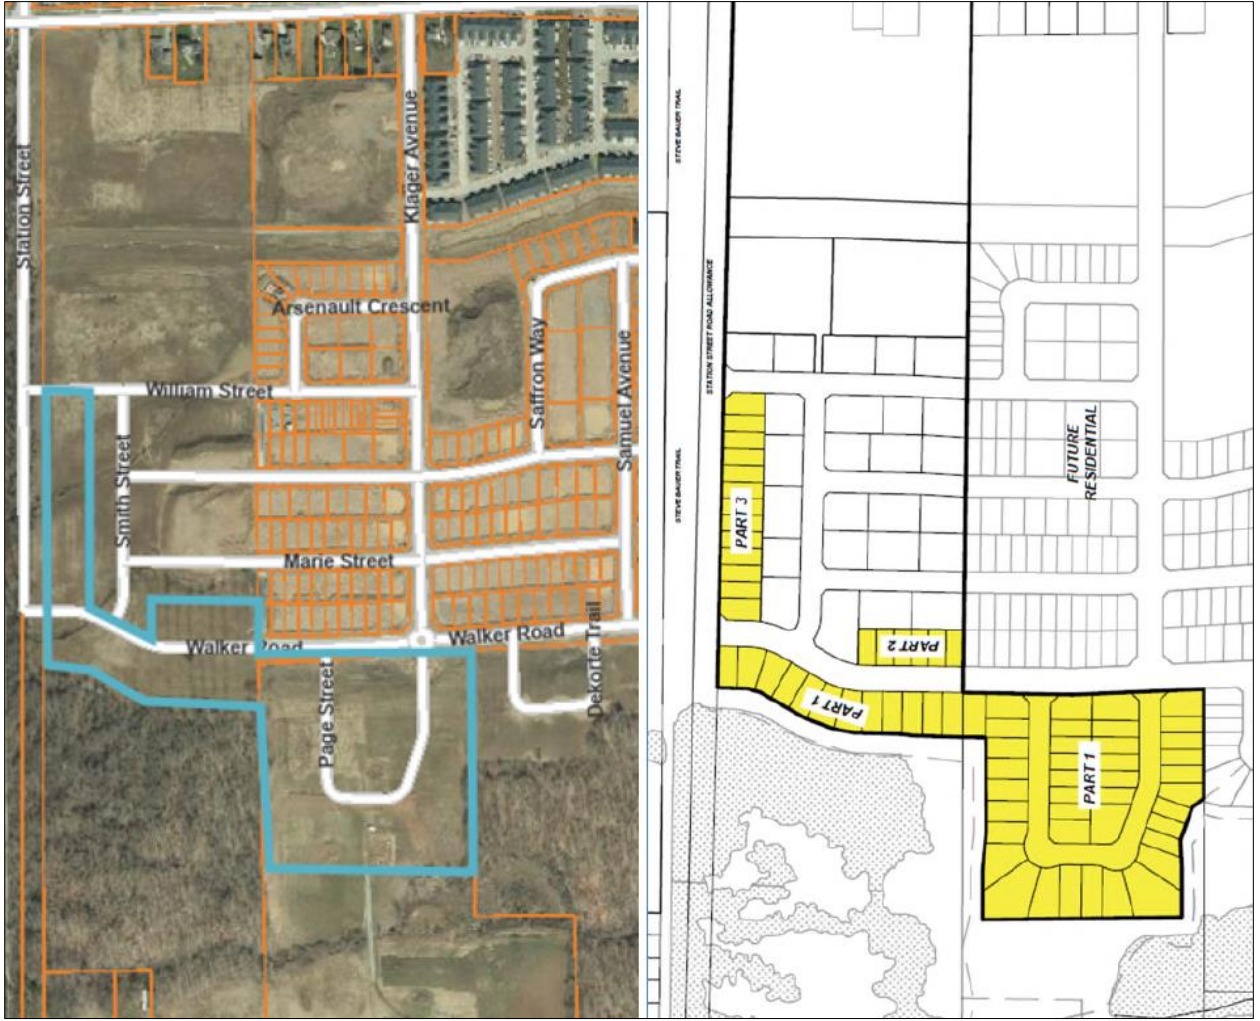 Station Street
Klager Avenue
Arsenault Crescent
Saffron Way
Samuel Avenue
William Street
Smith Street
Marie Street
Walker Road
Walker Road
Page Street
Dekorte Trail
STEVE BAUER TRAIL
STATION STREET ROAD ALLOWANCE
STEVE BAUER TRAIL
FUTURE
RESIDENTIAL
PART 3
PART 2
PART 1
PART 1